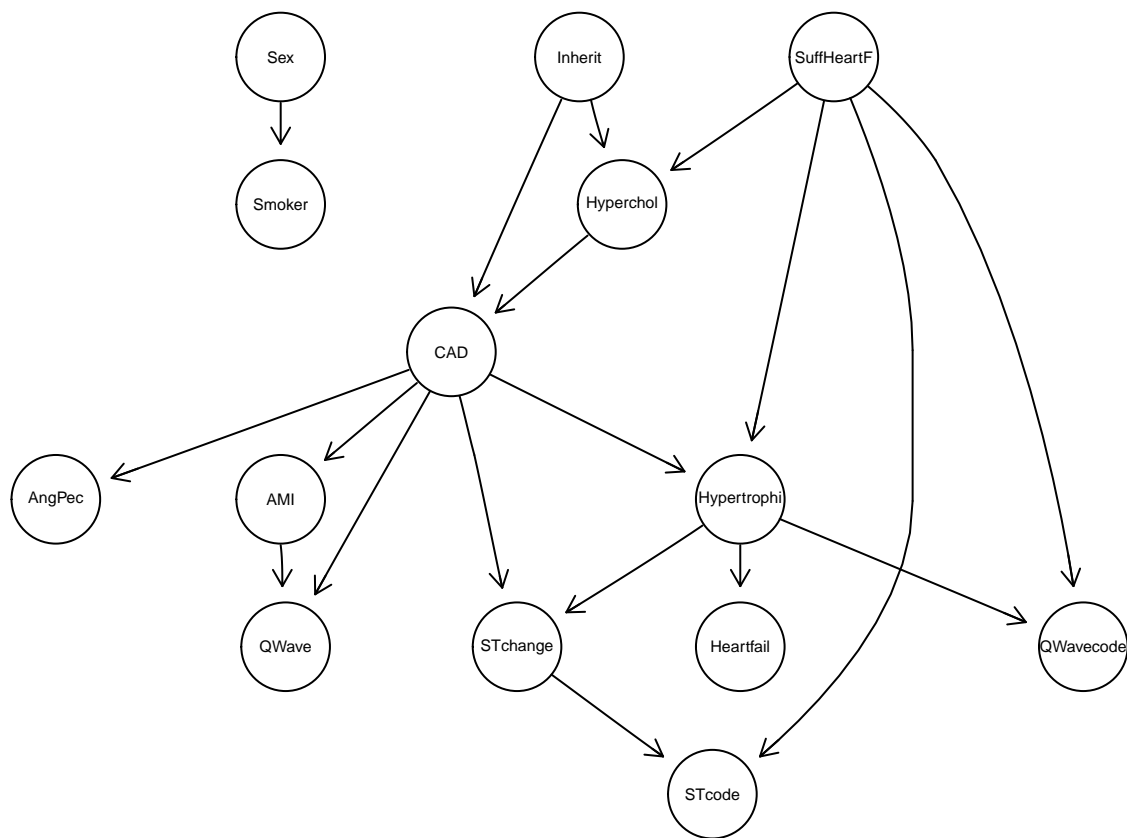 Sex
Inherit
SuffHeartF
Smoker
Hyperchol
CAD
AngPec
AMI
Hypertrophi
QWave
STchange
Heartfail
QWavecode
STcode